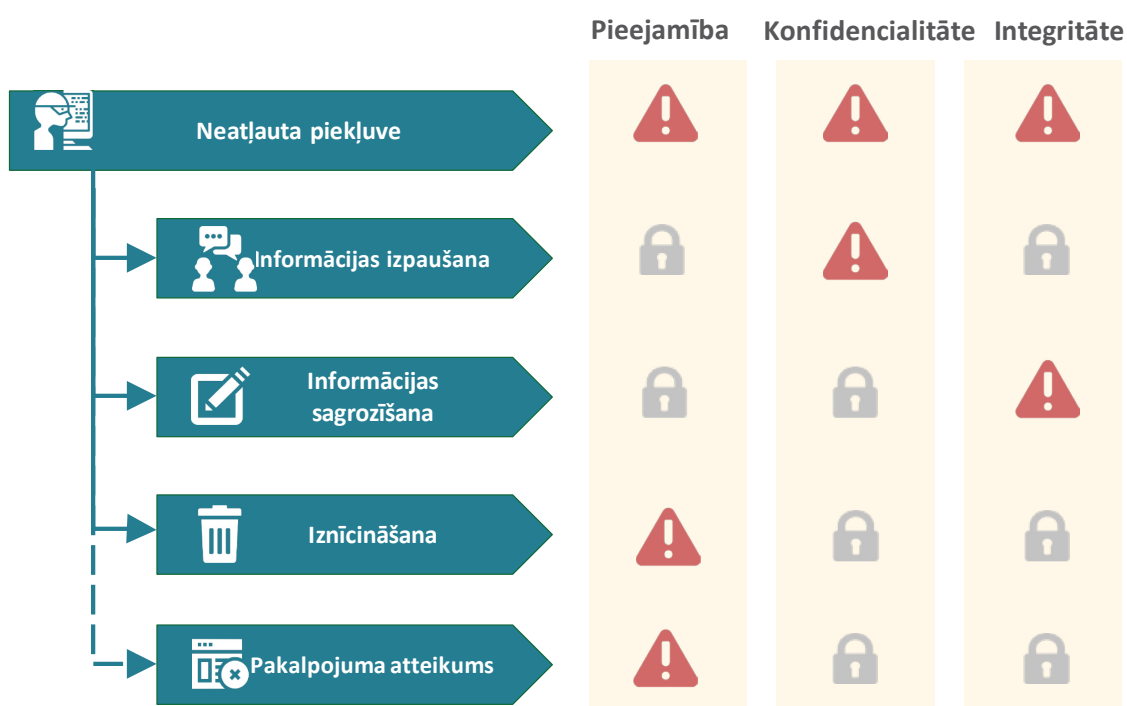 Pieejamība Konfidencialitāte Integritāte
Neatļauta piekļuve
Informācijas izpaušana
Informācijas
sagrozīšana
Iznīcināšana
Pakalpojuma atteikums